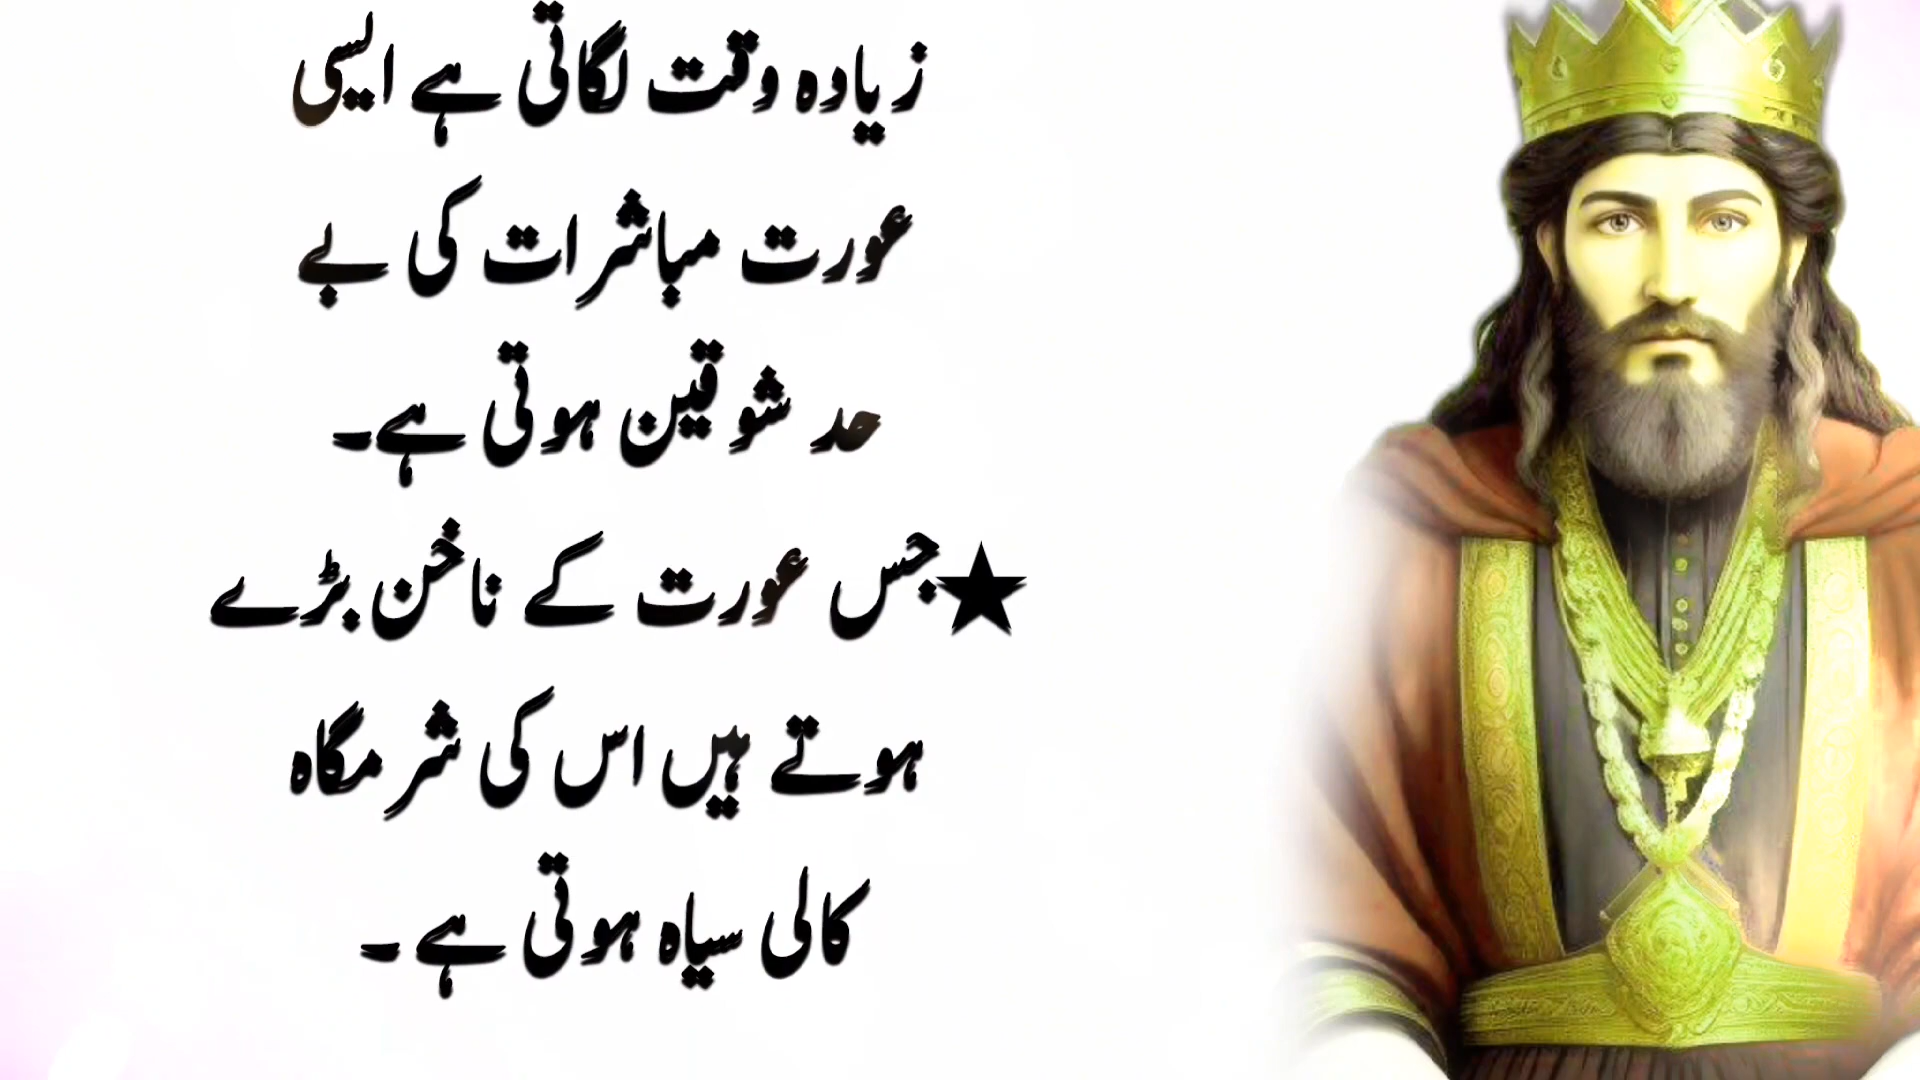 زیادہ وقت لگاتی ہے ایسی
عورت مباشرات کی بے
حد شوقین ہوتی ہے۔
★جس عورت کے ناخن بڑے
ہوتے ہیں اس کی شرمگاہ
کالی سیاہ ہوتی ہے ۔